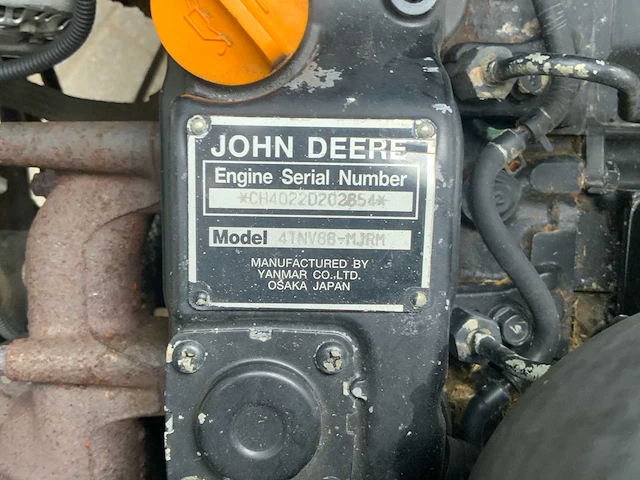 JOHN DEERE
Engine Serial Number
*CH4022D202854*
Model 4TNV88-MJRM
MANUFACTURED BY
YANMAR CO., LTD.
OSAKA JAPAN